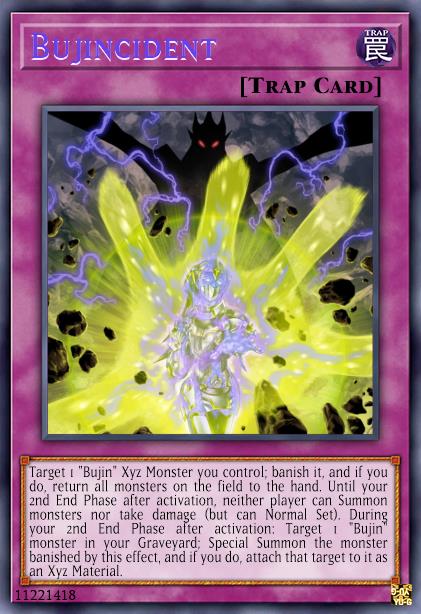 Bujincident
TRAP
罠
[Trap Card]
Target 1 "Bujin" Xyz Monster you control; banish it, and if you
do, return all monsters on the field to the hand. Until your
2nd End Phase after activation, neither player can Summon
monsters nor take damage (but can Normal Set). During
your 2nd End Phase after activation: Target 1 "Bujin"
monster in your Graveyard; Special Summon the monster
banished by this effect, and if you do, attach that target to it as
an Xyz Material.
11221418